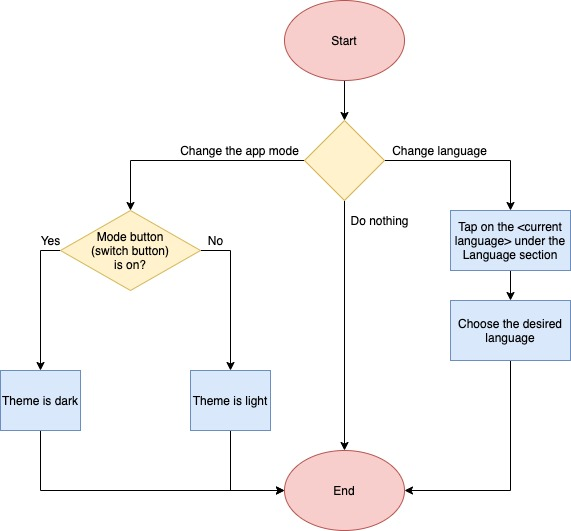 Start
Change the app mode
Change language
Do nothing
Mode button
(switch button)
is on?
Yes
No
Tap on the <current
language> under the
Language section
Choose the desired
language
Theme is dark
Theme is light
End